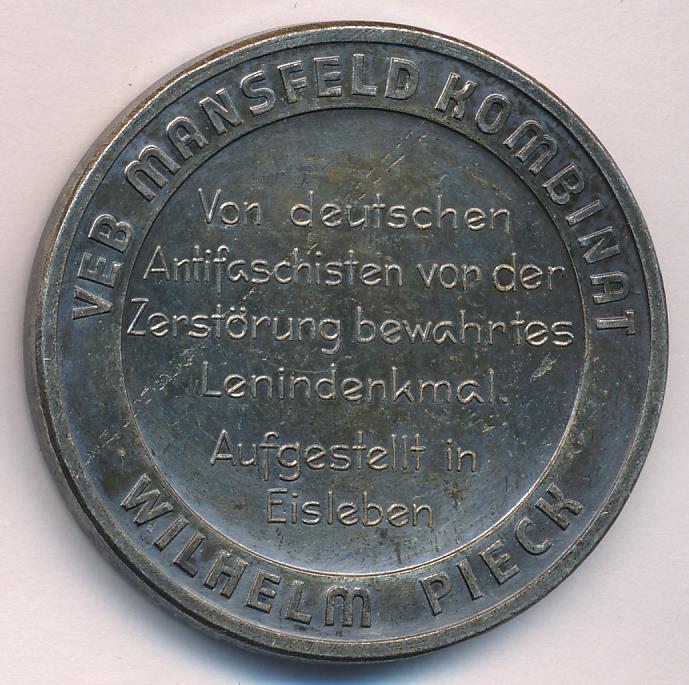 VEB MANSFELD KOMBINAT
Von deutschen
Antifaschisten vor der
Zerstörung bewahrtes
Lenindenkmal.
Aufgestellt in
Eisleben
WILHELM PIECK